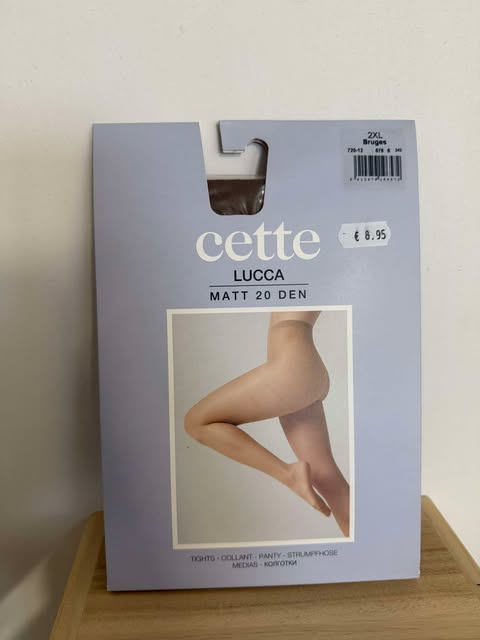 2XL
Bruges
cette
€ 8.95
LUCCA
MATT 20 DEN
TIGHTS - COLLANT - PANTY - STRUMPFHOSE
MEDIAS - КОЛГОТКИ